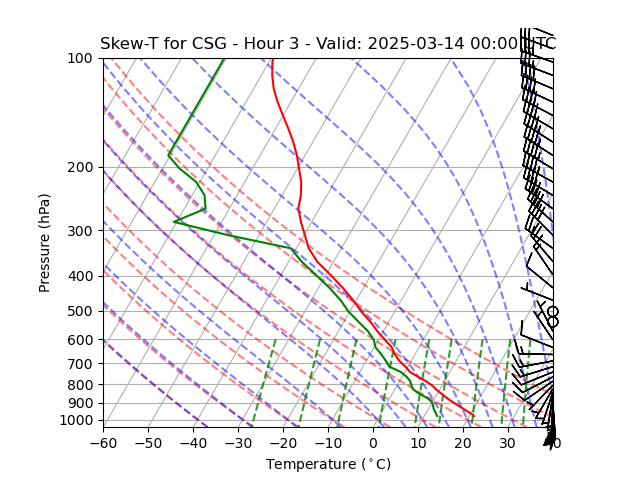 Skew-T for CSG - Hour 3 - Valid: 2025-03-14 00:00 UTC
100
200
300
400
500
600
700
800
900
1000
Pressure (hPa)
−60 −50 −40 −30 −20 −10 0 10 20 30 40
Temperature (°C)